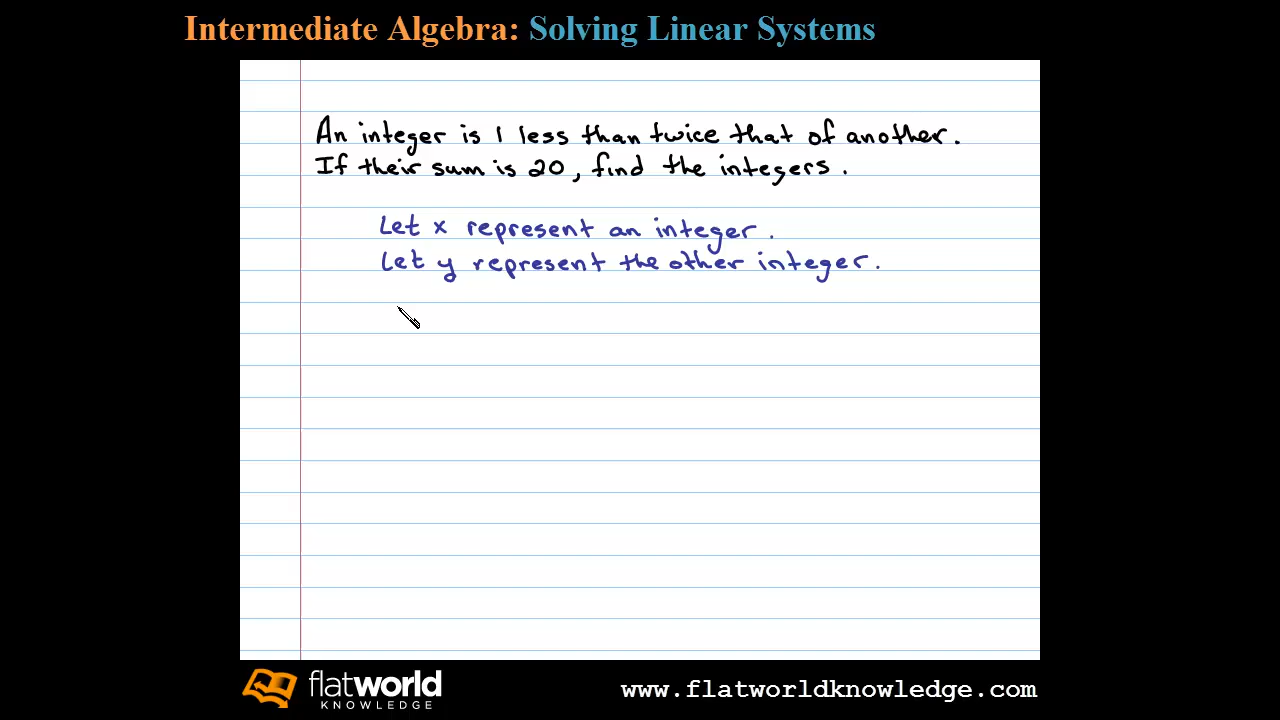 Intermediate Algebra: Solving Linear Systems
An integer is 1 less than twice that of another.
If their sum is 20, find the integers.
Let x represent an integer.
Let y represent the other integer.
flatworld
KNOWLEDGE
www.flatworldknowledge.com